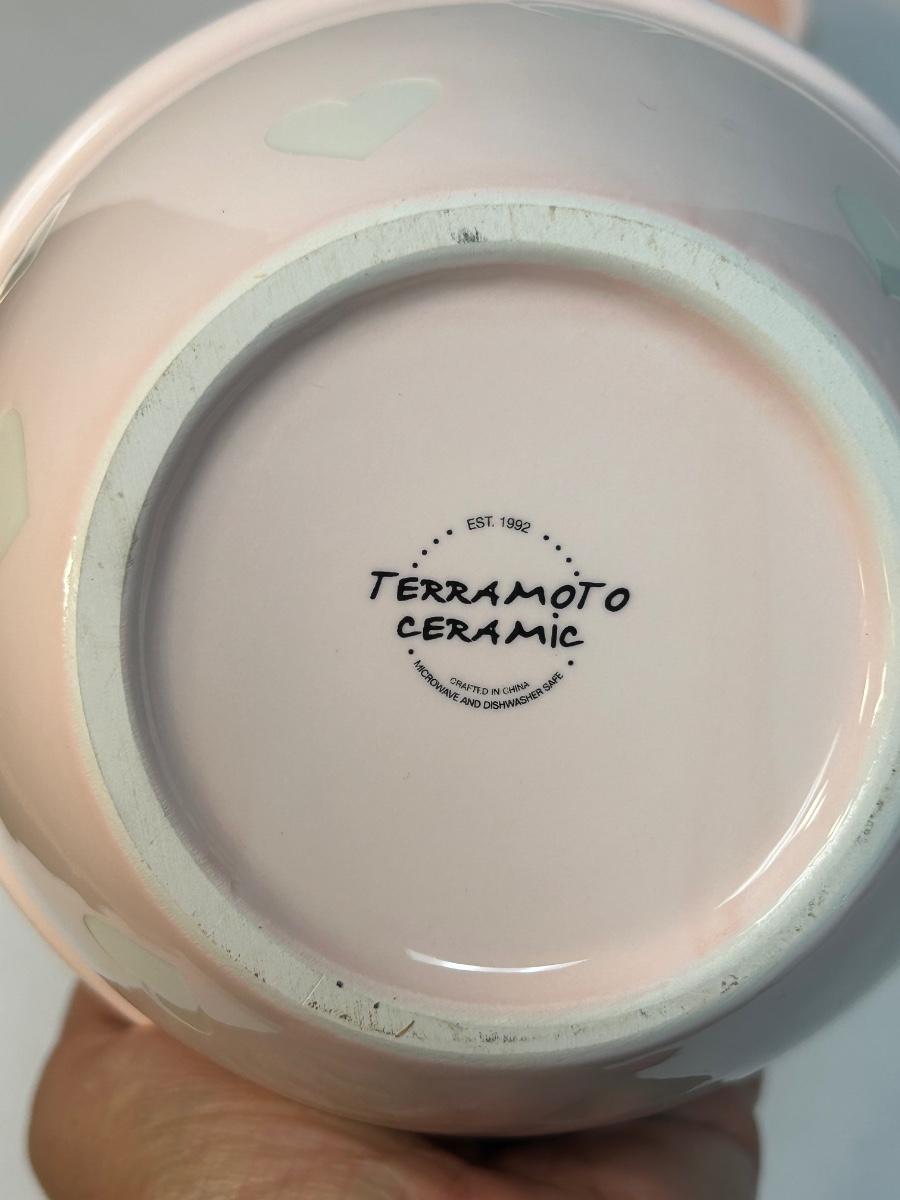 EST. 1992
TERRAMOTO
CERAMIC
CRAFTED IN CHINA
MICROWAVE AND DISHWASHER SAFE